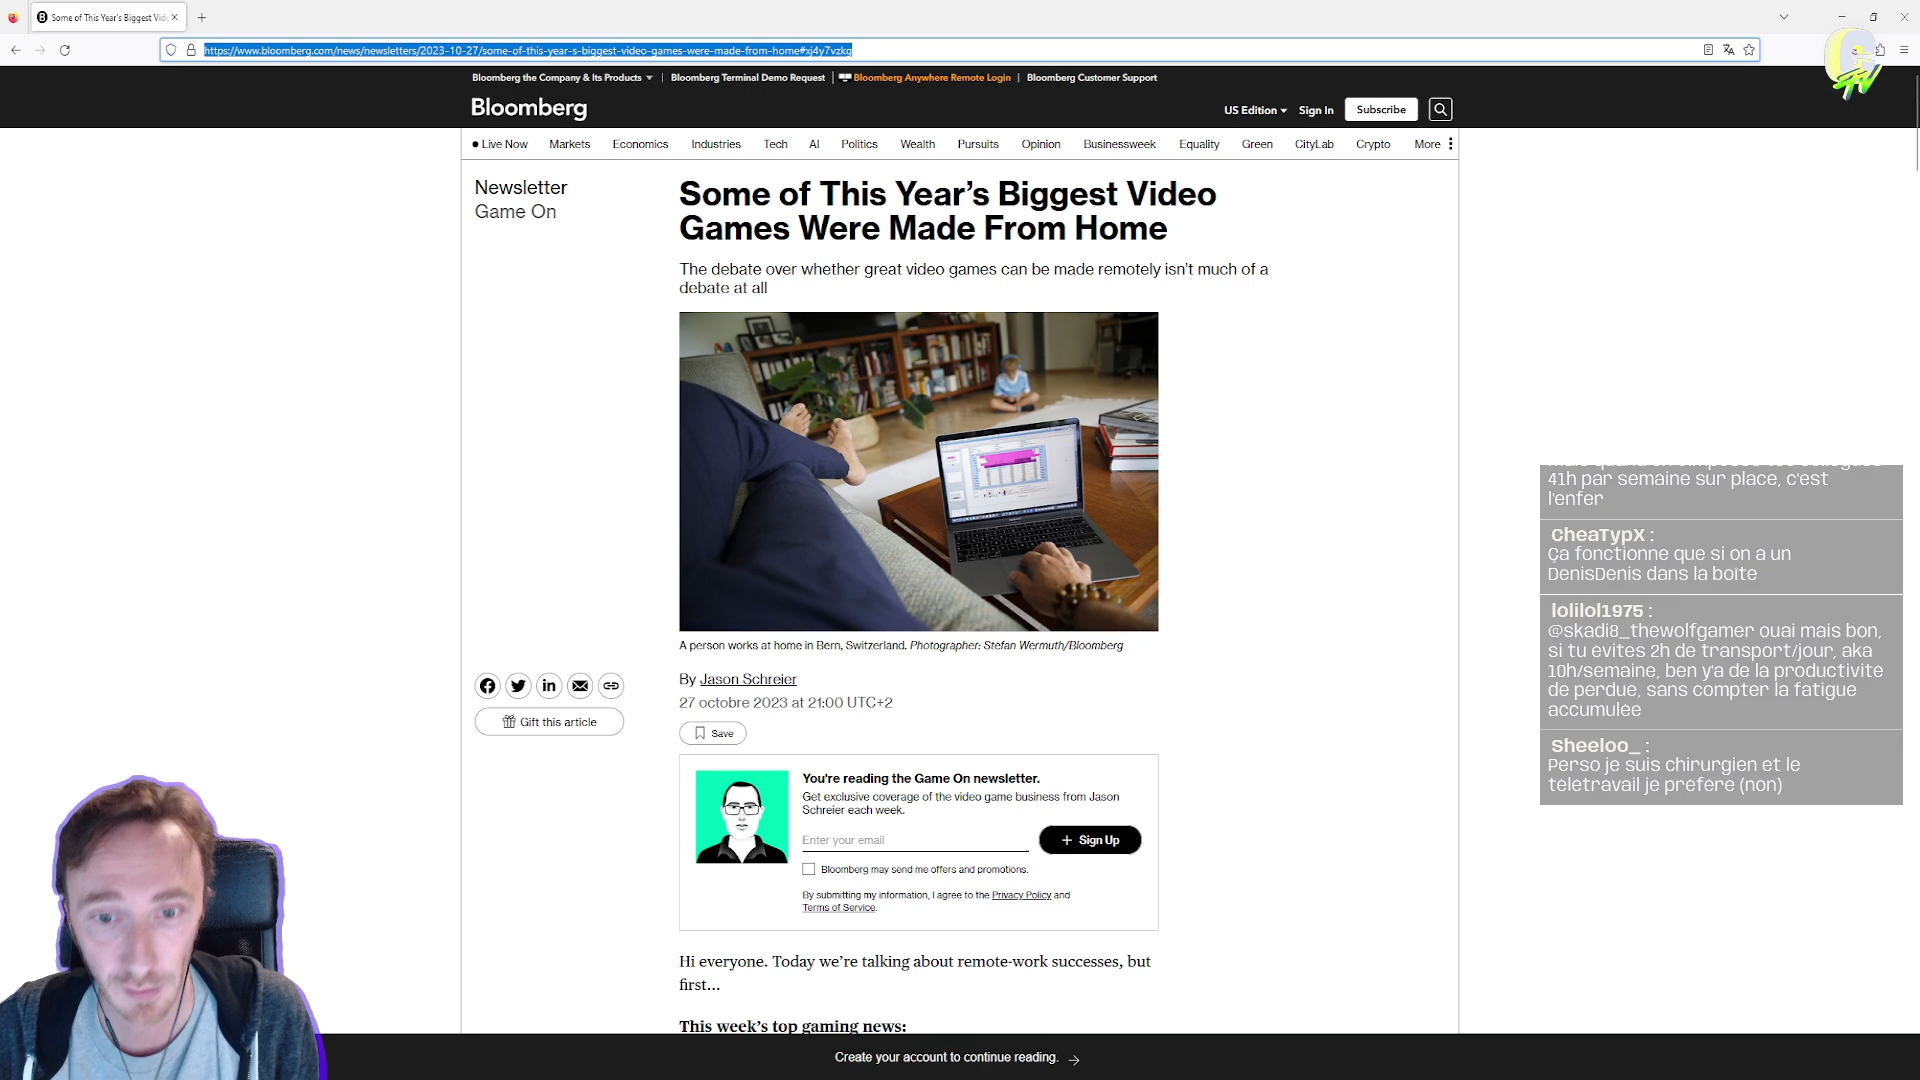 Some of This Year's Biggest Vid
https://www.bloomberg.com/news/newsletters/2023-10-27/some-of-this-year-s-biggest-video-games-were-made-from-home#xj4y7vzkg
Bloomberg the Company & Its Products
Bloomberg Terminal Demo Request
Bloomberg Anywhere Remote Login
Bloomberg Customer Support
Bloomberg
US Edition
Sign In
Subscribe
Live Now
Markets
Economics
Industries
Tech
AI
Politics
Wealth
Pursuits
Opinion
Businessweek
Equality
Green
CityLab
Crypto
More
Newsletter
Game On
Some of This Year's Biggest Video
Games Were Made From Home
The debate over whether great video games can be made remotely isn't much of a
debate at all
A person works at home in Bern, Switzerland. Photographer: Stefan Wermuth/Bloomberg
By Jason Schreier
27 octobre 2023 at 21:00 UTC+2
Gift this article
Save
You're reading the Game On newsletter.
Get exclusive coverage of the video game business from Jason
Schreier each week.
Enter your email
+ Sign Up
Bloomberg may send me offers and promotions.
By submitting my information, I agree to the Privacy Policy and
Terms of Service.
Hi everyone. Today we're talking about remote-work successes, but
first...
This week's top gaming news:
Create your account to continue reading.
41h par semaine sur place, c'est
l'enfer
CheaTypX :
Ça fonctionne que si on a un
DenisDenis dans la boîte
lolilol1975 :
@skadi8_thewolfgamer ouai mais bon,
si tu evites 2h de transport/jour, aka
10h/semaine, ben y'a de la productivite
de perdue, sans compter la fatigue
accumulee
Sheeloo_ :
Perso je suis chirurgien et le
teletravail je prefere (non)